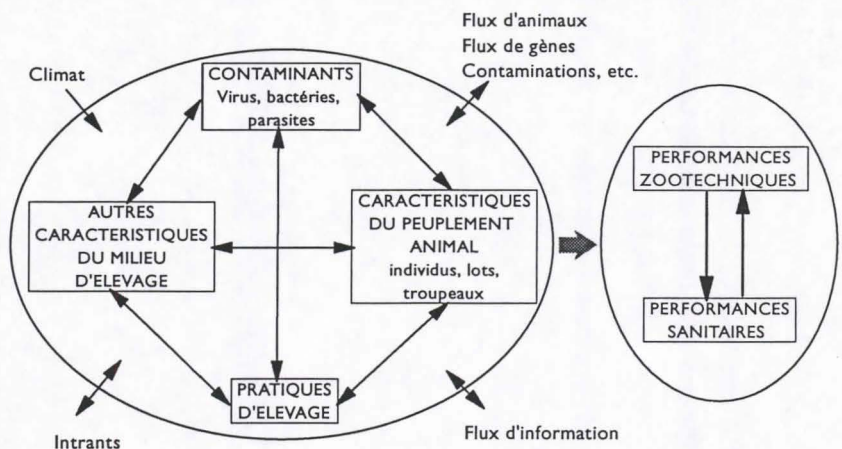 Flux d'animaux
Flux de gènes
Contaminations, etc.
Climat
CONTAMINANTS
Virus, bactéries,
parasites
AUTRES
CARACTERISTIQUES
DU MILIEU
D'ELEVAGE
CARACTERISTIQUES
DU PEUPLEMENT
ANIMAL
individus, lots,
troupeaux
PRATIQUES
D'ELEVAGE
Intrants
Flux d'information
PERFORMANCES
ZOOTECHNIQUES
PERFORMANCES
SANITAIRES